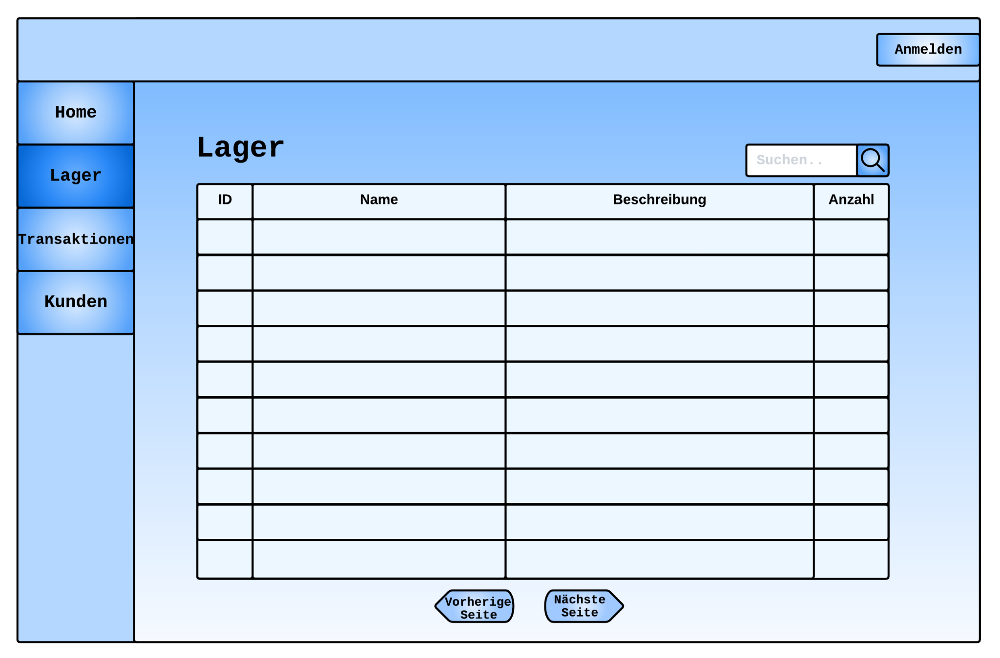 Anmelden
Home
Lager
Transaktionen
Kunden
Lager
Suchen..
ID Name Beschreibung Anzahl
Vorherige
Seite
Nächste
Seite